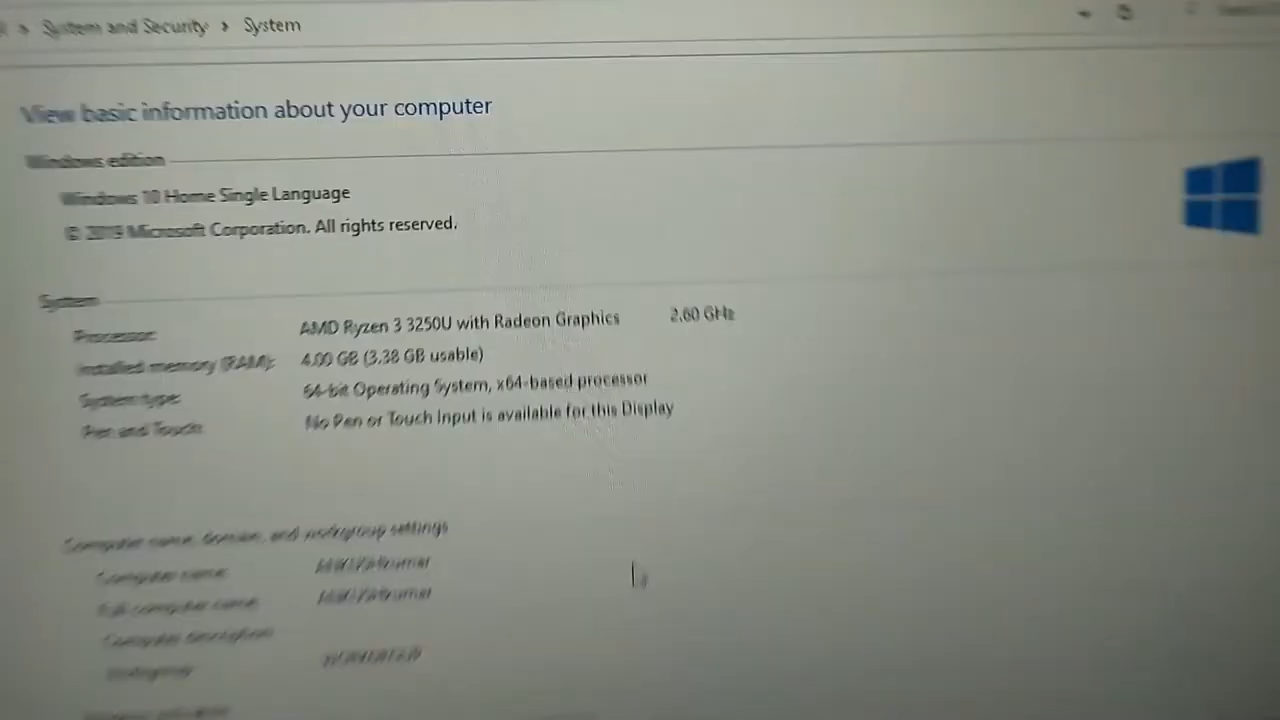 System and Security › System
View basic information about your computer
Windows edition
Windows 10 Home Single Language
© 2019 Microsoft Corporation. All rights reserved.
System
Processor: AMD Ryzen 3 3250U with Radeon Graphics 2.60 GHz
Installed memory (RAM): 4.00 GB (3.38 GB usable)
System type: 64-bit Operating System, x64-based processor
Pen and Touch: No Pen or Touch Input is available for this Display
Computer name, domain, and workgroup settings
Computer name:
Full computer name:
Computer description:
Workgroup: